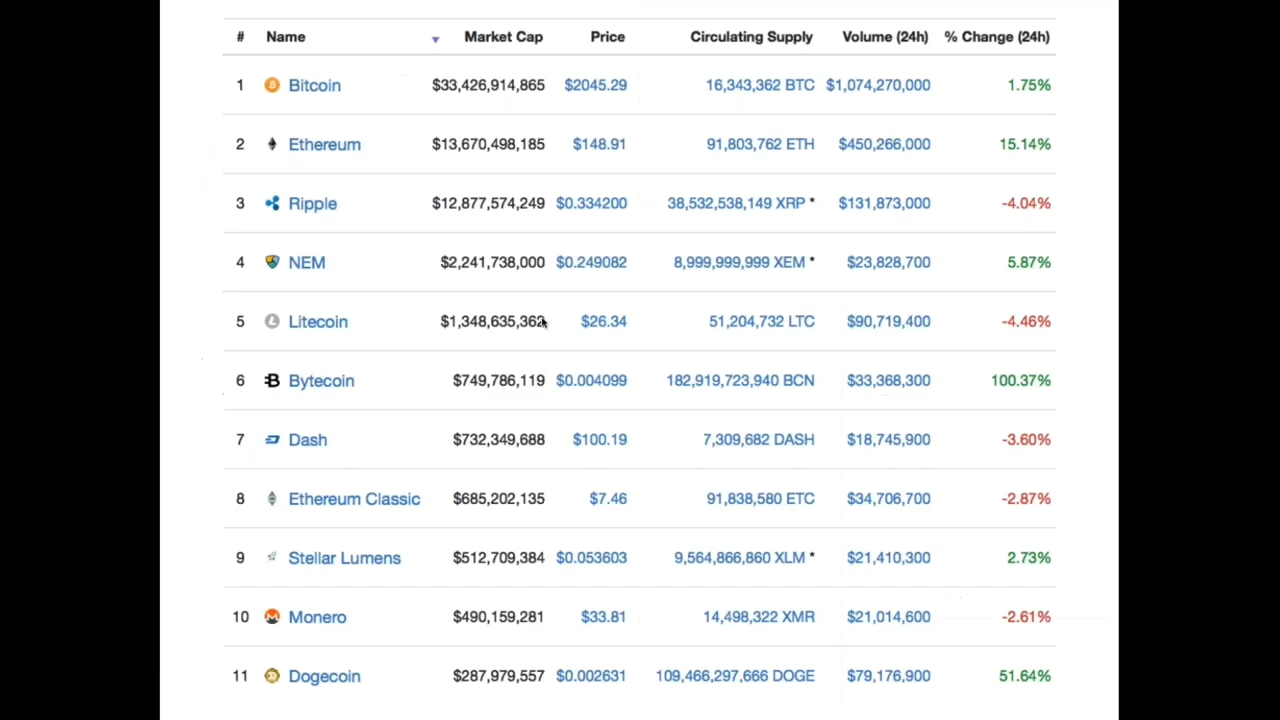 # Name Market Cap Price Circulating Supply Volume (24h) % Change (24h)
1 Bitcoin $33,426,914,865 $2045.29 16,343,362 BTC $1,074,270,000 1.75%
2 Ethereum $13,670,498,185 $148.91 91,803,762 ETH $450,266,000 15.14%
3 Ripple $12,877,574,249 $0.334200 38,532,538,149 XRP * $131,873,000 -4.04%
4 NEM $2,241,738,000 $0.249082 8,999,999,999 XEM * $23,828,700 5.87%
5 Litecoin $1,348,635,362 $26.34 51,204,732 LTC $90,719,400 -4.46%
6 Bytecoin $749,786,119 $0.004099 182,919,723,940 BCN $33,368,300 100.37%
7 Dash $732,349,688 $100.19 7,309,682 DASH $18,745,900 -3.60%
8 Ethereum Classic $685,202,135 $7.46 91,838,580 ETC $34,706,700 -2.87%
9 Stellar Lumens $512,709,384 $0.053603 9,564,866,860 XLM * $21,410,300 2.73%
10 Monero $490,159,281 $33.81 14,498,322 XMR $21,014,600 -2.61%
11 Dogecoin $287,979,557 $0.002631 109,466,297,666 DOGE $79,176,900 51.64%